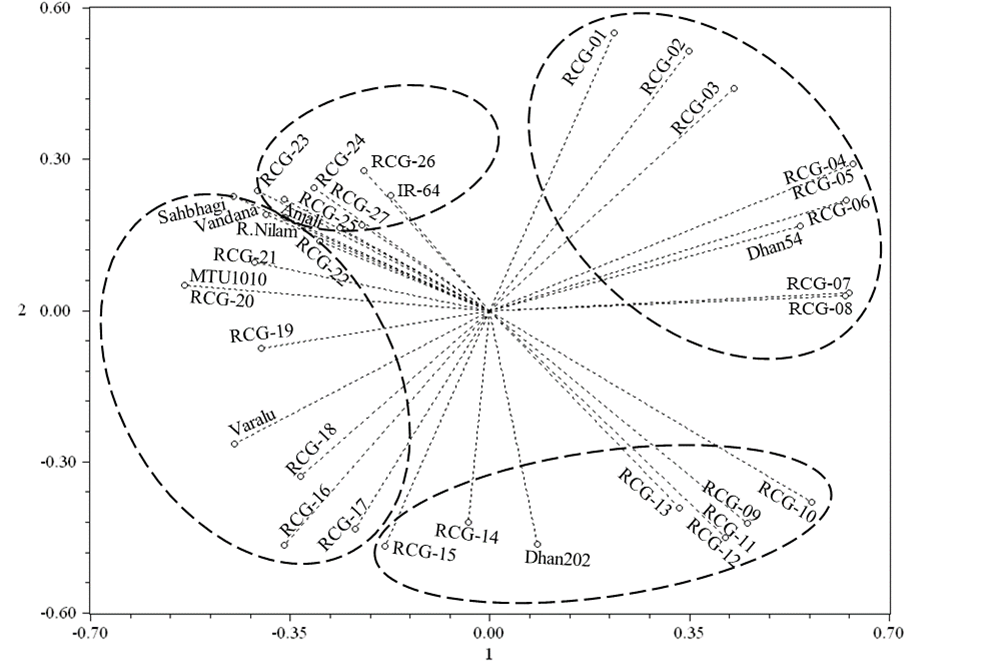 0.60
RCG-01
RCG-02
RCG-03
RCG-23
RCG-24
RCG-26
0.30
RCG-04
RCG-05
IR-64
RCG-27
RCG-06
Sahbhagi
Vandana
Anjali
RCG-25
R.Nilam
RCG-22
Dhan54
RCG-21
MTU1010
RCG-20
RCG-07
RCG-08
2
0.00
RCG-19
Varalu
RCG-18
-0.30
RCG-16
RCG-17
RCG-13
RCG-09
RCG-10
RCG-14
RCG-11
RCG-15
RCG-12
Dhan202
-0.60
-0.70
-0.35
0.00
0.35
0.70
1